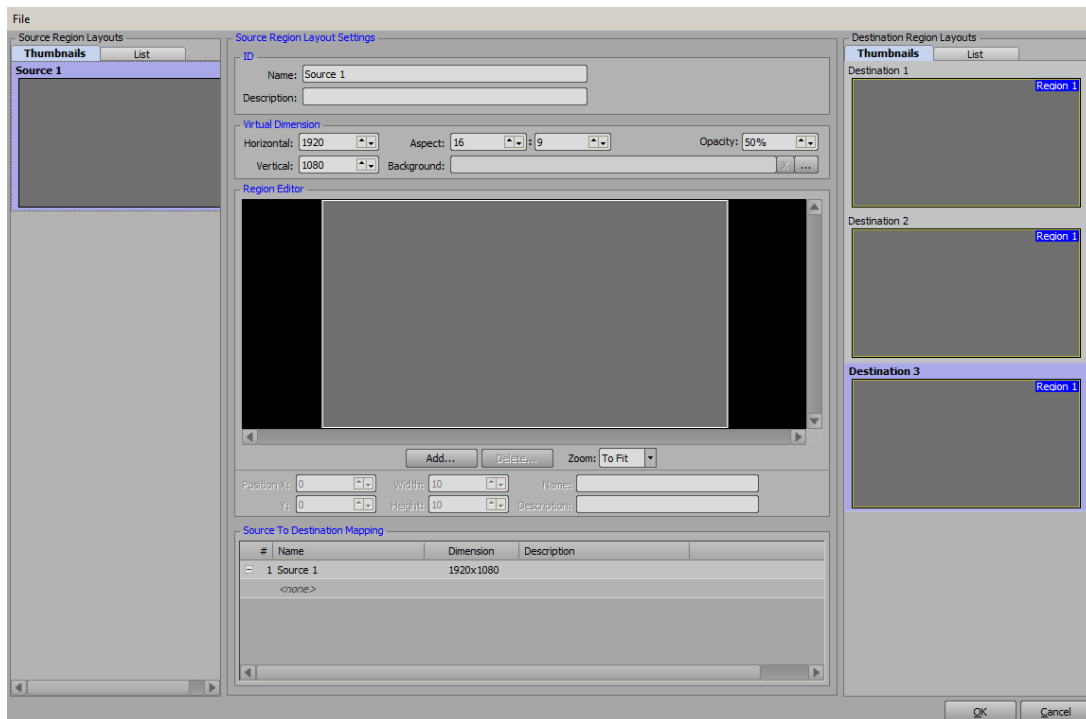 File
Source Region Layouts
Thumbnails List
Source 1
Source Region Layout Settings
ID
Name: Source 1
Description:
Virtual Dimension
Horizontal: 1920 Aspect: 16 : 9 Opacity: 50%
Vertical: 1080 Background: X ...
Region Editor
Add... Delete... Zoom: To Fit
Position X: 0 Width: 10 Name:
Y: 0 Height: 10 Description:
Source To Destination Mapping
# Name Dimension Description
1 Source 1 1920x1080
<none>
Destination Region Layouts
Thumbnails List
Destination 1
Region 1
Destination 2
Region 1
Destination 3
Region 1
OK Cancel